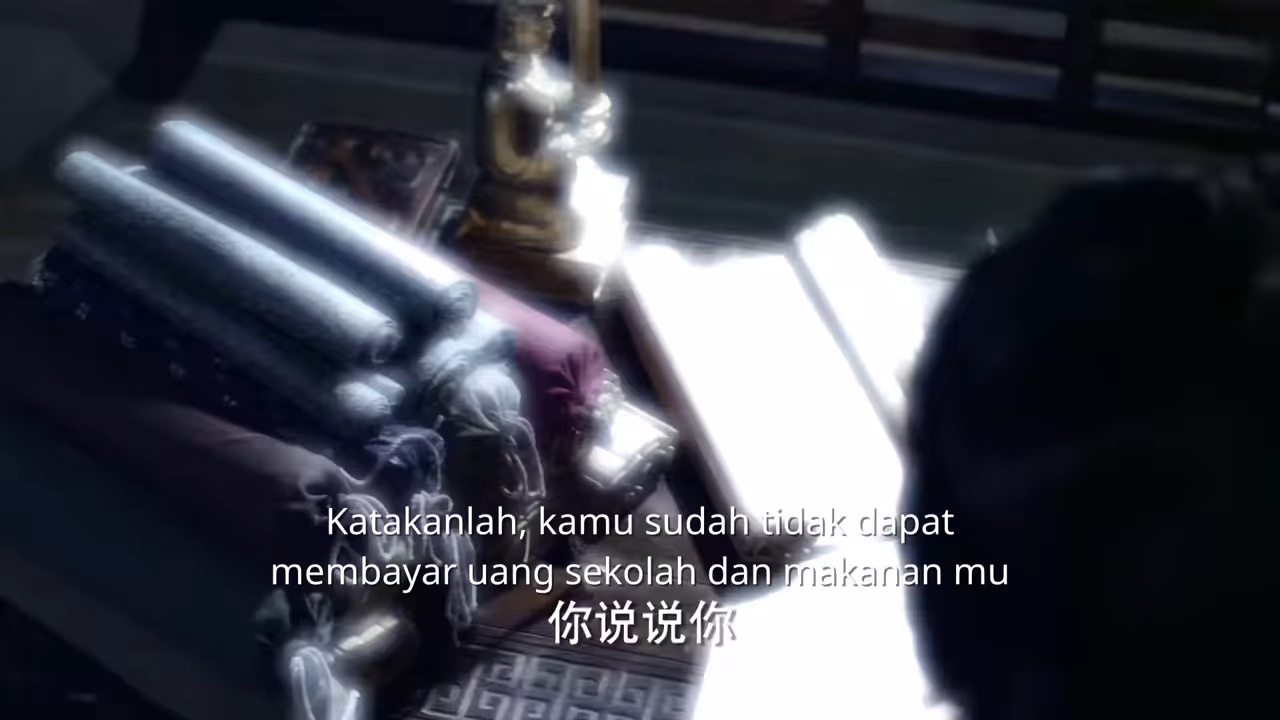 Katakanlah, kamu sudah tidak dapat
membayar uang sekolah dan makanan mu
你说说你